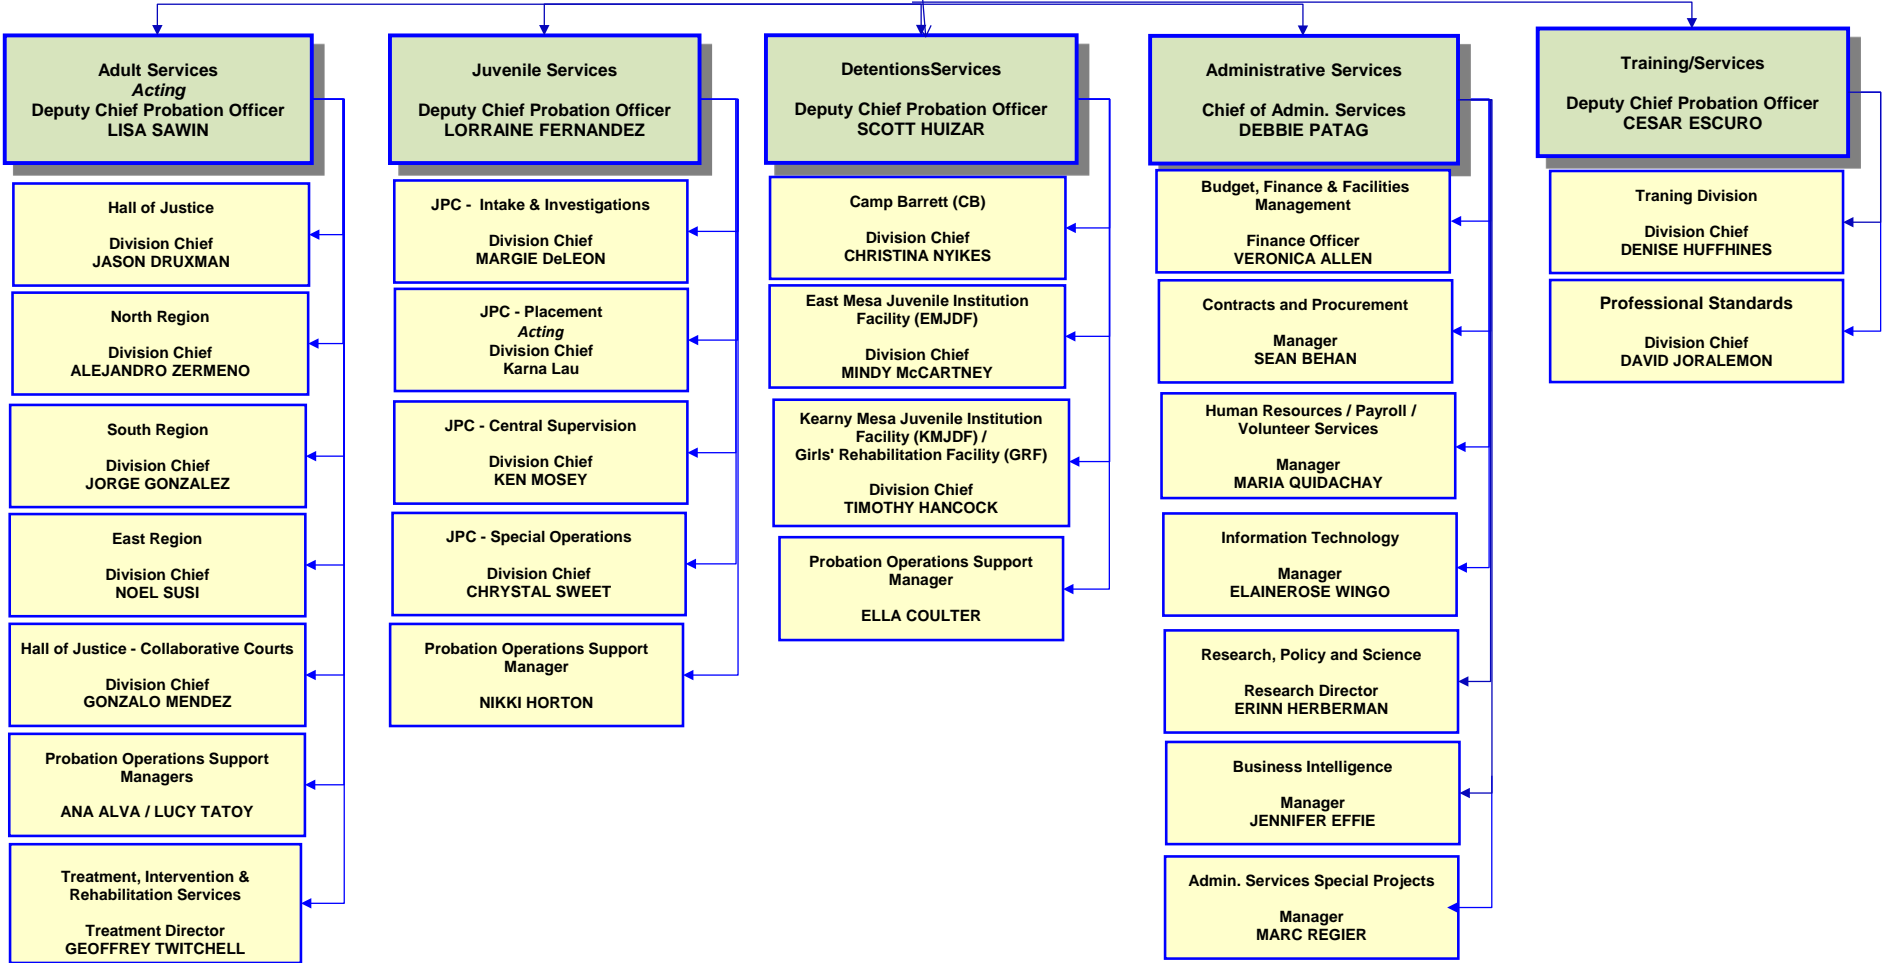 Adult Services
Acting
Deputy Chief Probation Officer
LISA SAWIN
Hall of Justice
Division Chief
JASON DRUXMAN
North Region
Division Chief
ALEJANDRO ZERMENO
South Region
Division Chief
JORGE GONZALEZ
East Region
Division Chief
NOEL SUSI
Hall of Justice - Collaborative Courts
Division Chief
GONZALO MENDEZ
Probation Operations Support
Managers
ANA ALVA / LUCY TATOY
Treatment, Intervention &
Rehabilitation Services
Treatment Director
GEOFFREY TWITCHELL
Juvenile Services
Deputy Chief Probation Officer
LORRAINE FERNANDEZ
JPC - Intake & Investigations
Division Chief
MARGIE DeLEON
JPC - Placement
Acting
Division Chief
Karna Lau
JPC - Central Supervision
Division Chief
KEN MOSEY
JPC - Special Operations
Division Chief
CHRYSTAL SWEET
Probation Operations Support
Manager
NIKKI HORTON
DetentionsServices
Deputy Chief Probation Officer
SCOTT HUIZAR
Camp Barrett (CB)
Division Chief
CHRISTINA NYIKES
East Mesa Juvenile Institution
Facility (EMJDF)
Division Chief
MINDY McCARTNEY
Kearny Mesa Juvenile Institution
Facility (KMJDF) /
Girls' Rehabilitation Facility (GRF)
Division Chief
TIMOTHY HANCOCK
Probation Operations Support
Manager
ELLA COULTER
Administrative Services
Chief of Admin. Services
DEBBIE PATAG
Budget, Finance & Facilities
Management
Finance Officer
VERONICA ALLEN
Contracts and Procurement
Manager
SEAN BEHAN
Human Resources / Payroll /
Volunteer Services
Manager
MARIA QUIDACHAY
Information Technology
Manager
ELAINEROSE WINGO
Research, Policy and Science
Research Director
ERINN HERBERMAN
Business Intelligence
Manager
JENNIFER EFFIE
Admin. Services Special Projects
Manager
MARC REGIER
Training/Services
Deputy Chief Probation Officer
CESAR ESCURO
Traning Division
Division Chief
DENISE HUFFHINES
Professional Standards
Division Chief
DAVID JORALEMON